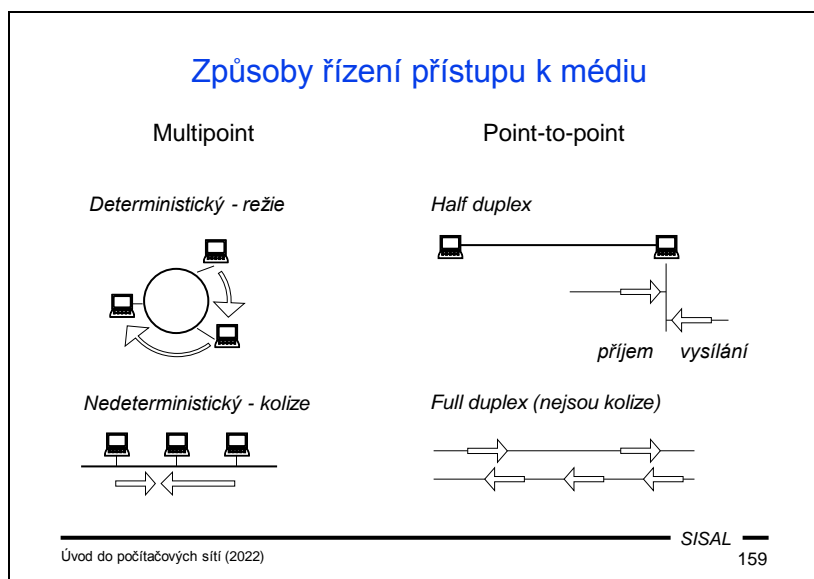 Způsoby řízení přístupu k médiu
Multipoint
Point-to-point
Deterministický - režie
Half duplex
příjem
vysílání
Nedeterministický - kolize
Full duplex (nejsou kolize)
SISAL
Úvod do počítačových sítí (2022)
159